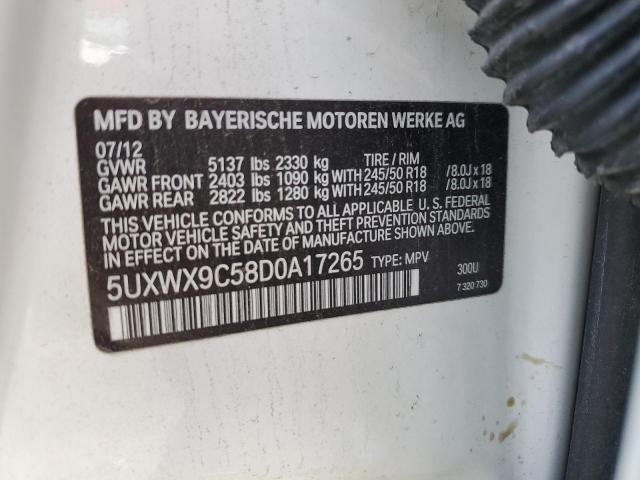 MFD BY BAYERISCHE MOTOREN WERKE AG
07/12
GVWR 5137 lbs 2330 kg TIRE / RIM
GAWR FRONT 2403 lbs 1090 kg WITH 245/50 R18 /8.0J x 18
GAWR REAR 2822 lbs 1280 kg WITH 245/50 R18 /8.0J x 18
THIS VEHICLE CONFORMS TO ALL APPLICABLE U. S. FEDERAL
MOTOR VEHICLE SAFETY AND THEFT PREVENTION STANDARDS
IN EFFECT ON THE DATE OF MANUFACTURE SHOWN ABOVE.
5UXWX9C58D0A17265 TYPE: MPV 300U
7 320 730